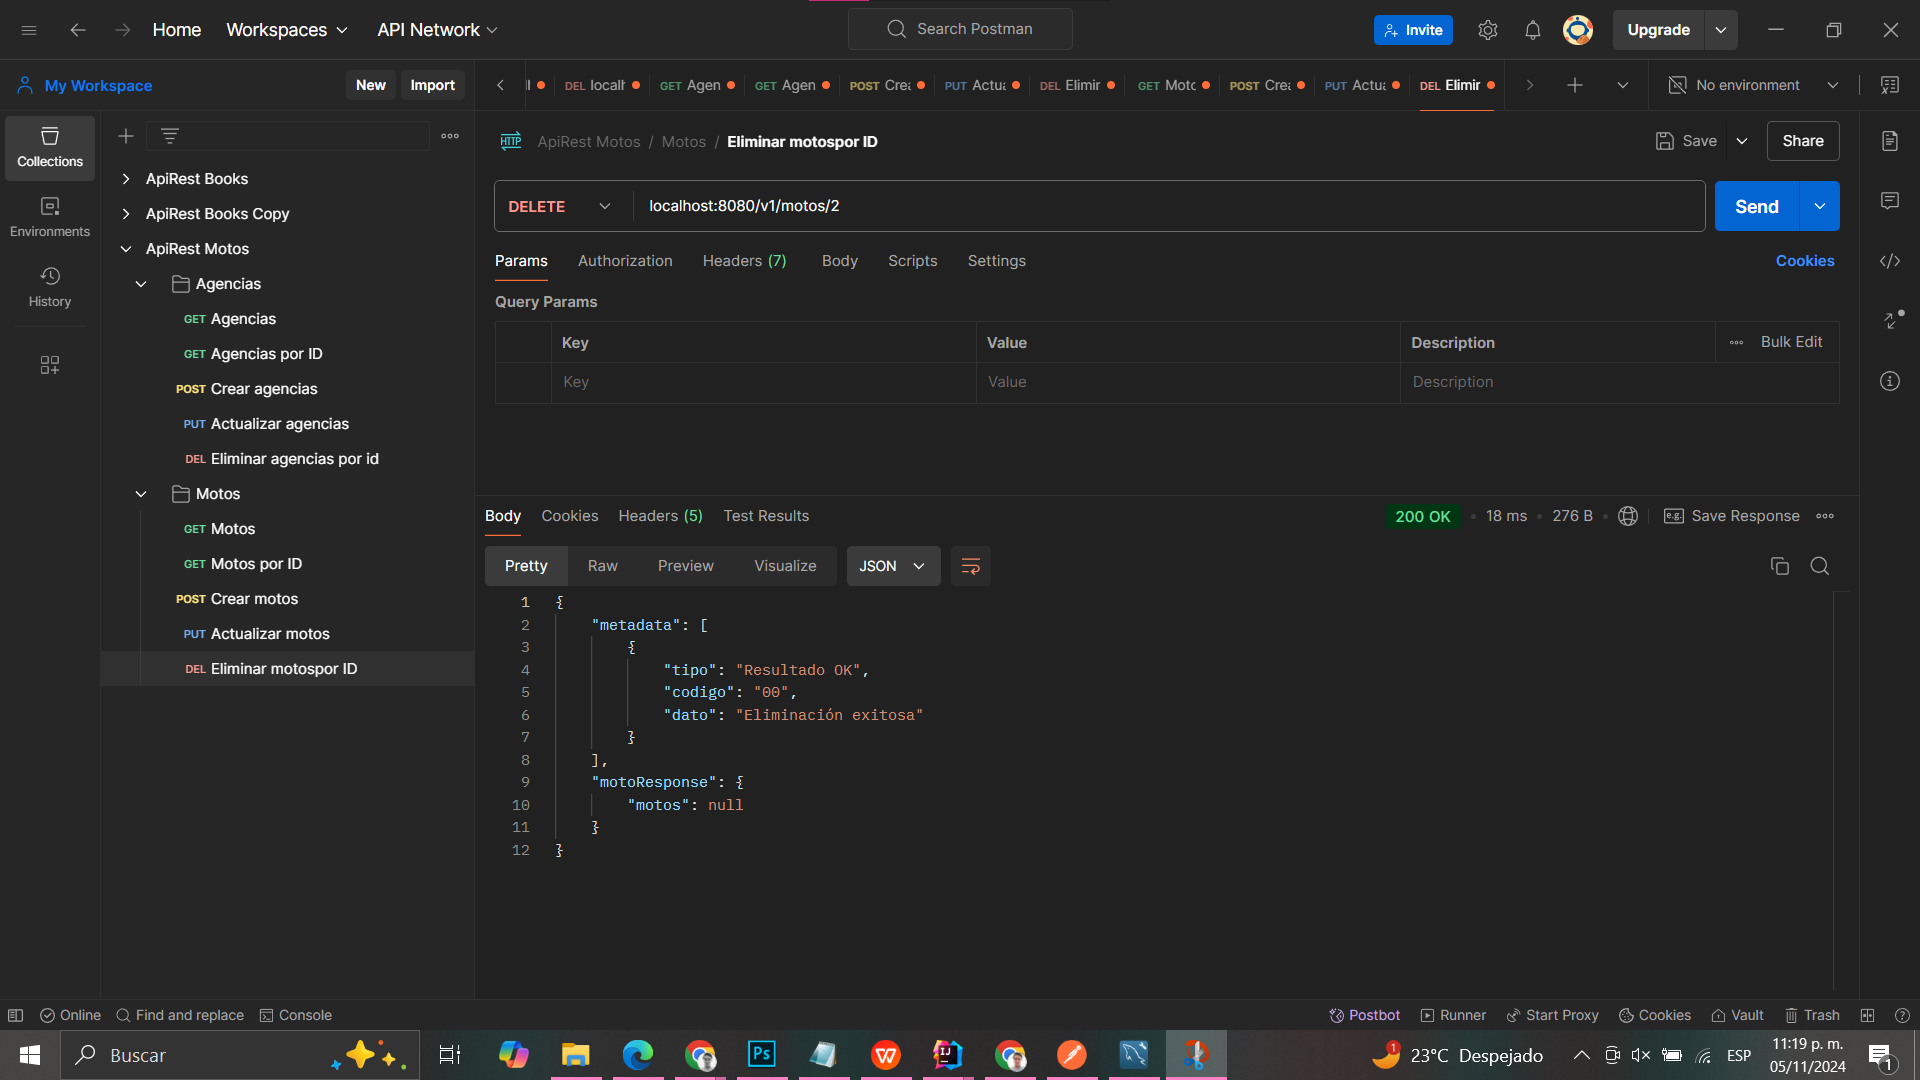 Home Workspaces API Network Search Postman Invite Upgrade
My Workspace New Import DEL localh GET Agen GET Agen POST Crea PUT Actua DEL Elimir GET Motc POST Crea PUT Actua DEL Elimir No environment
Collections
Environments
History
ApiRest Books
ApiRest Books Copy
ApiRest Motos
Agencias
GET Agencias
GET Agencias por ID
POST Crear agencias
PUT Actualizar agencias
DEL Eliminar agencias por id
Motos
GET Motos
GET Motos por ID
POST Crear motos
PUT Actualizar motos
DEL Eliminar motospor ID
HTTP ApiRest Motos / Motos / Eliminar motospor ID Save Share
DELETE localhost:8080/v1/motos/2 Send
Params Authorization Headers (7) Body Scripts Settings Cookies
Query Params
Key Value Description Bulk Edit
Key Value Description
Body Cookies Headers (5) Test Results 200 OK 18 ms 276 B e.g. Save Response
Pretty Raw Preview Visualize JSON
1 {
2 "metadata": [
3 {
4 "tipo": "Resultado OK",
5 "codigo": "00",
6 "dato": "Eliminación exitosa"
7 }
8 ],
9 "motoResponse": {
10 "motos": null
11 }
12 }
Online Find and replace Console Postbot Runner Start Proxy Cookies Vault Trash
Buscar Ps W IJ 1 23°C Despejado ESP 11:19 p. m.
05/11/2024 1